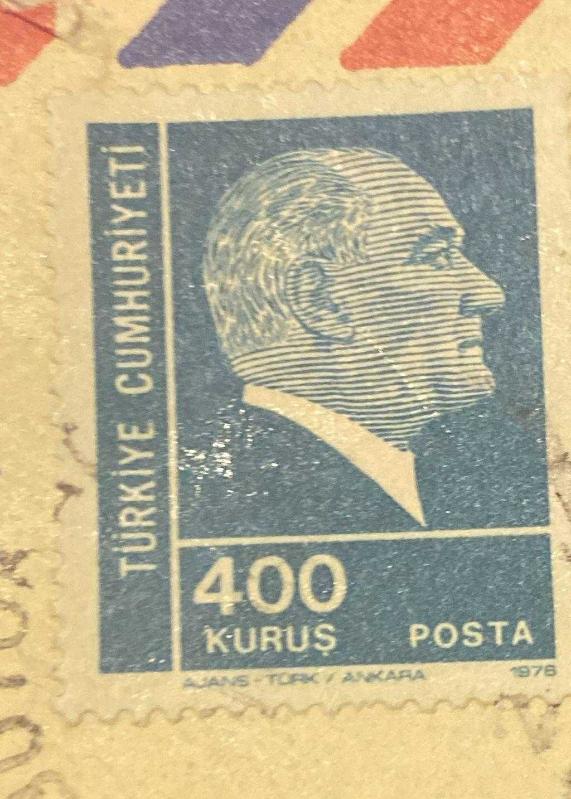 TÜRKİYE CUMHURİYETİ
400
KURUŞ POSTA
AJANS - TÜRK / ANKARA 1976